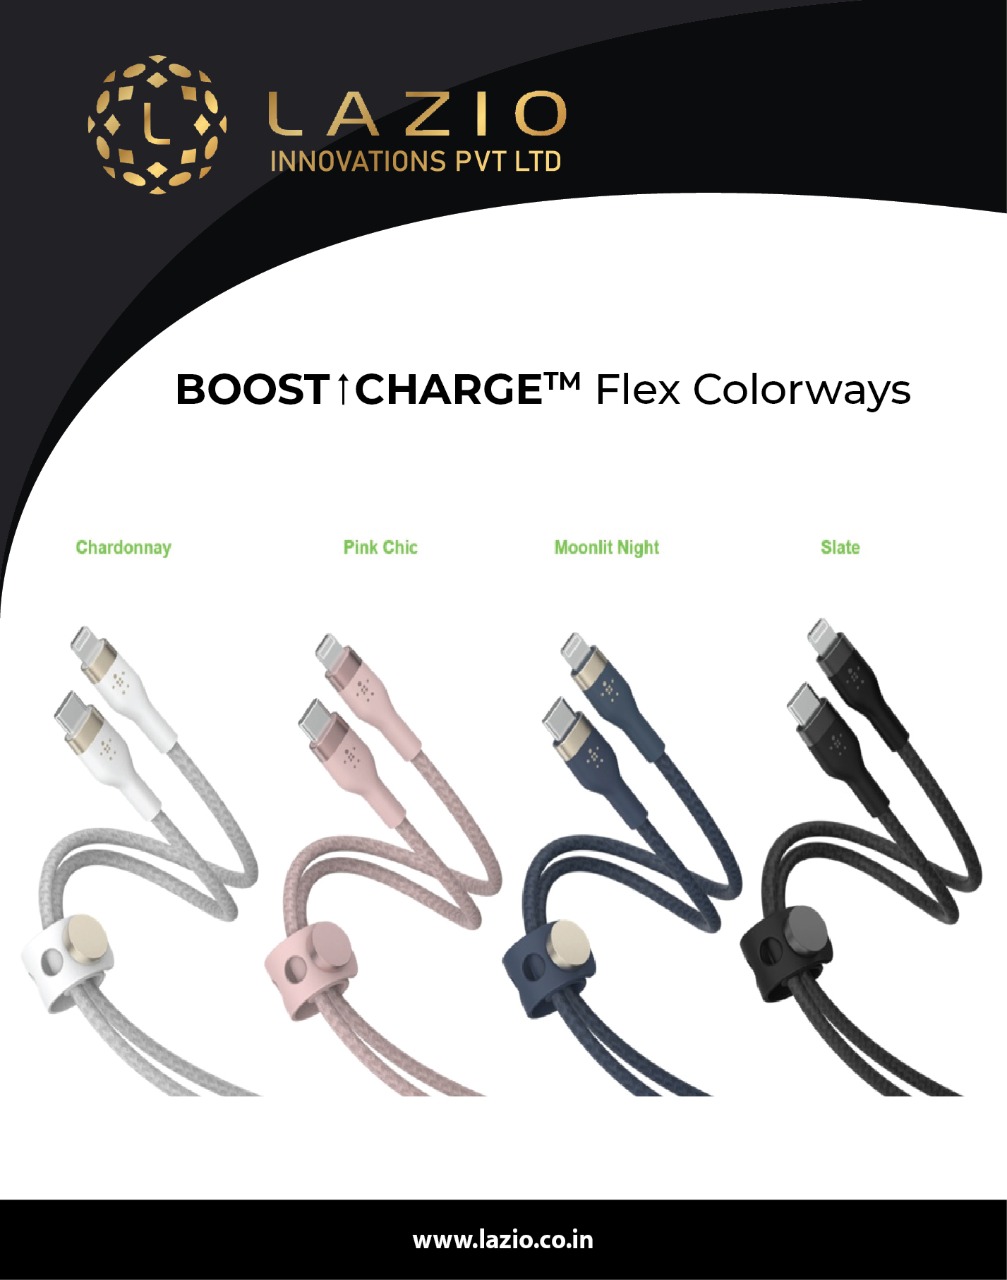 L
LAZIO
INNOVATIONS PVT LTD
BOOST↑CHARGE™ Flex Colorways
Chardonnay
Pink Chic
Moonlit Night
Slate
www.lazio.co.in